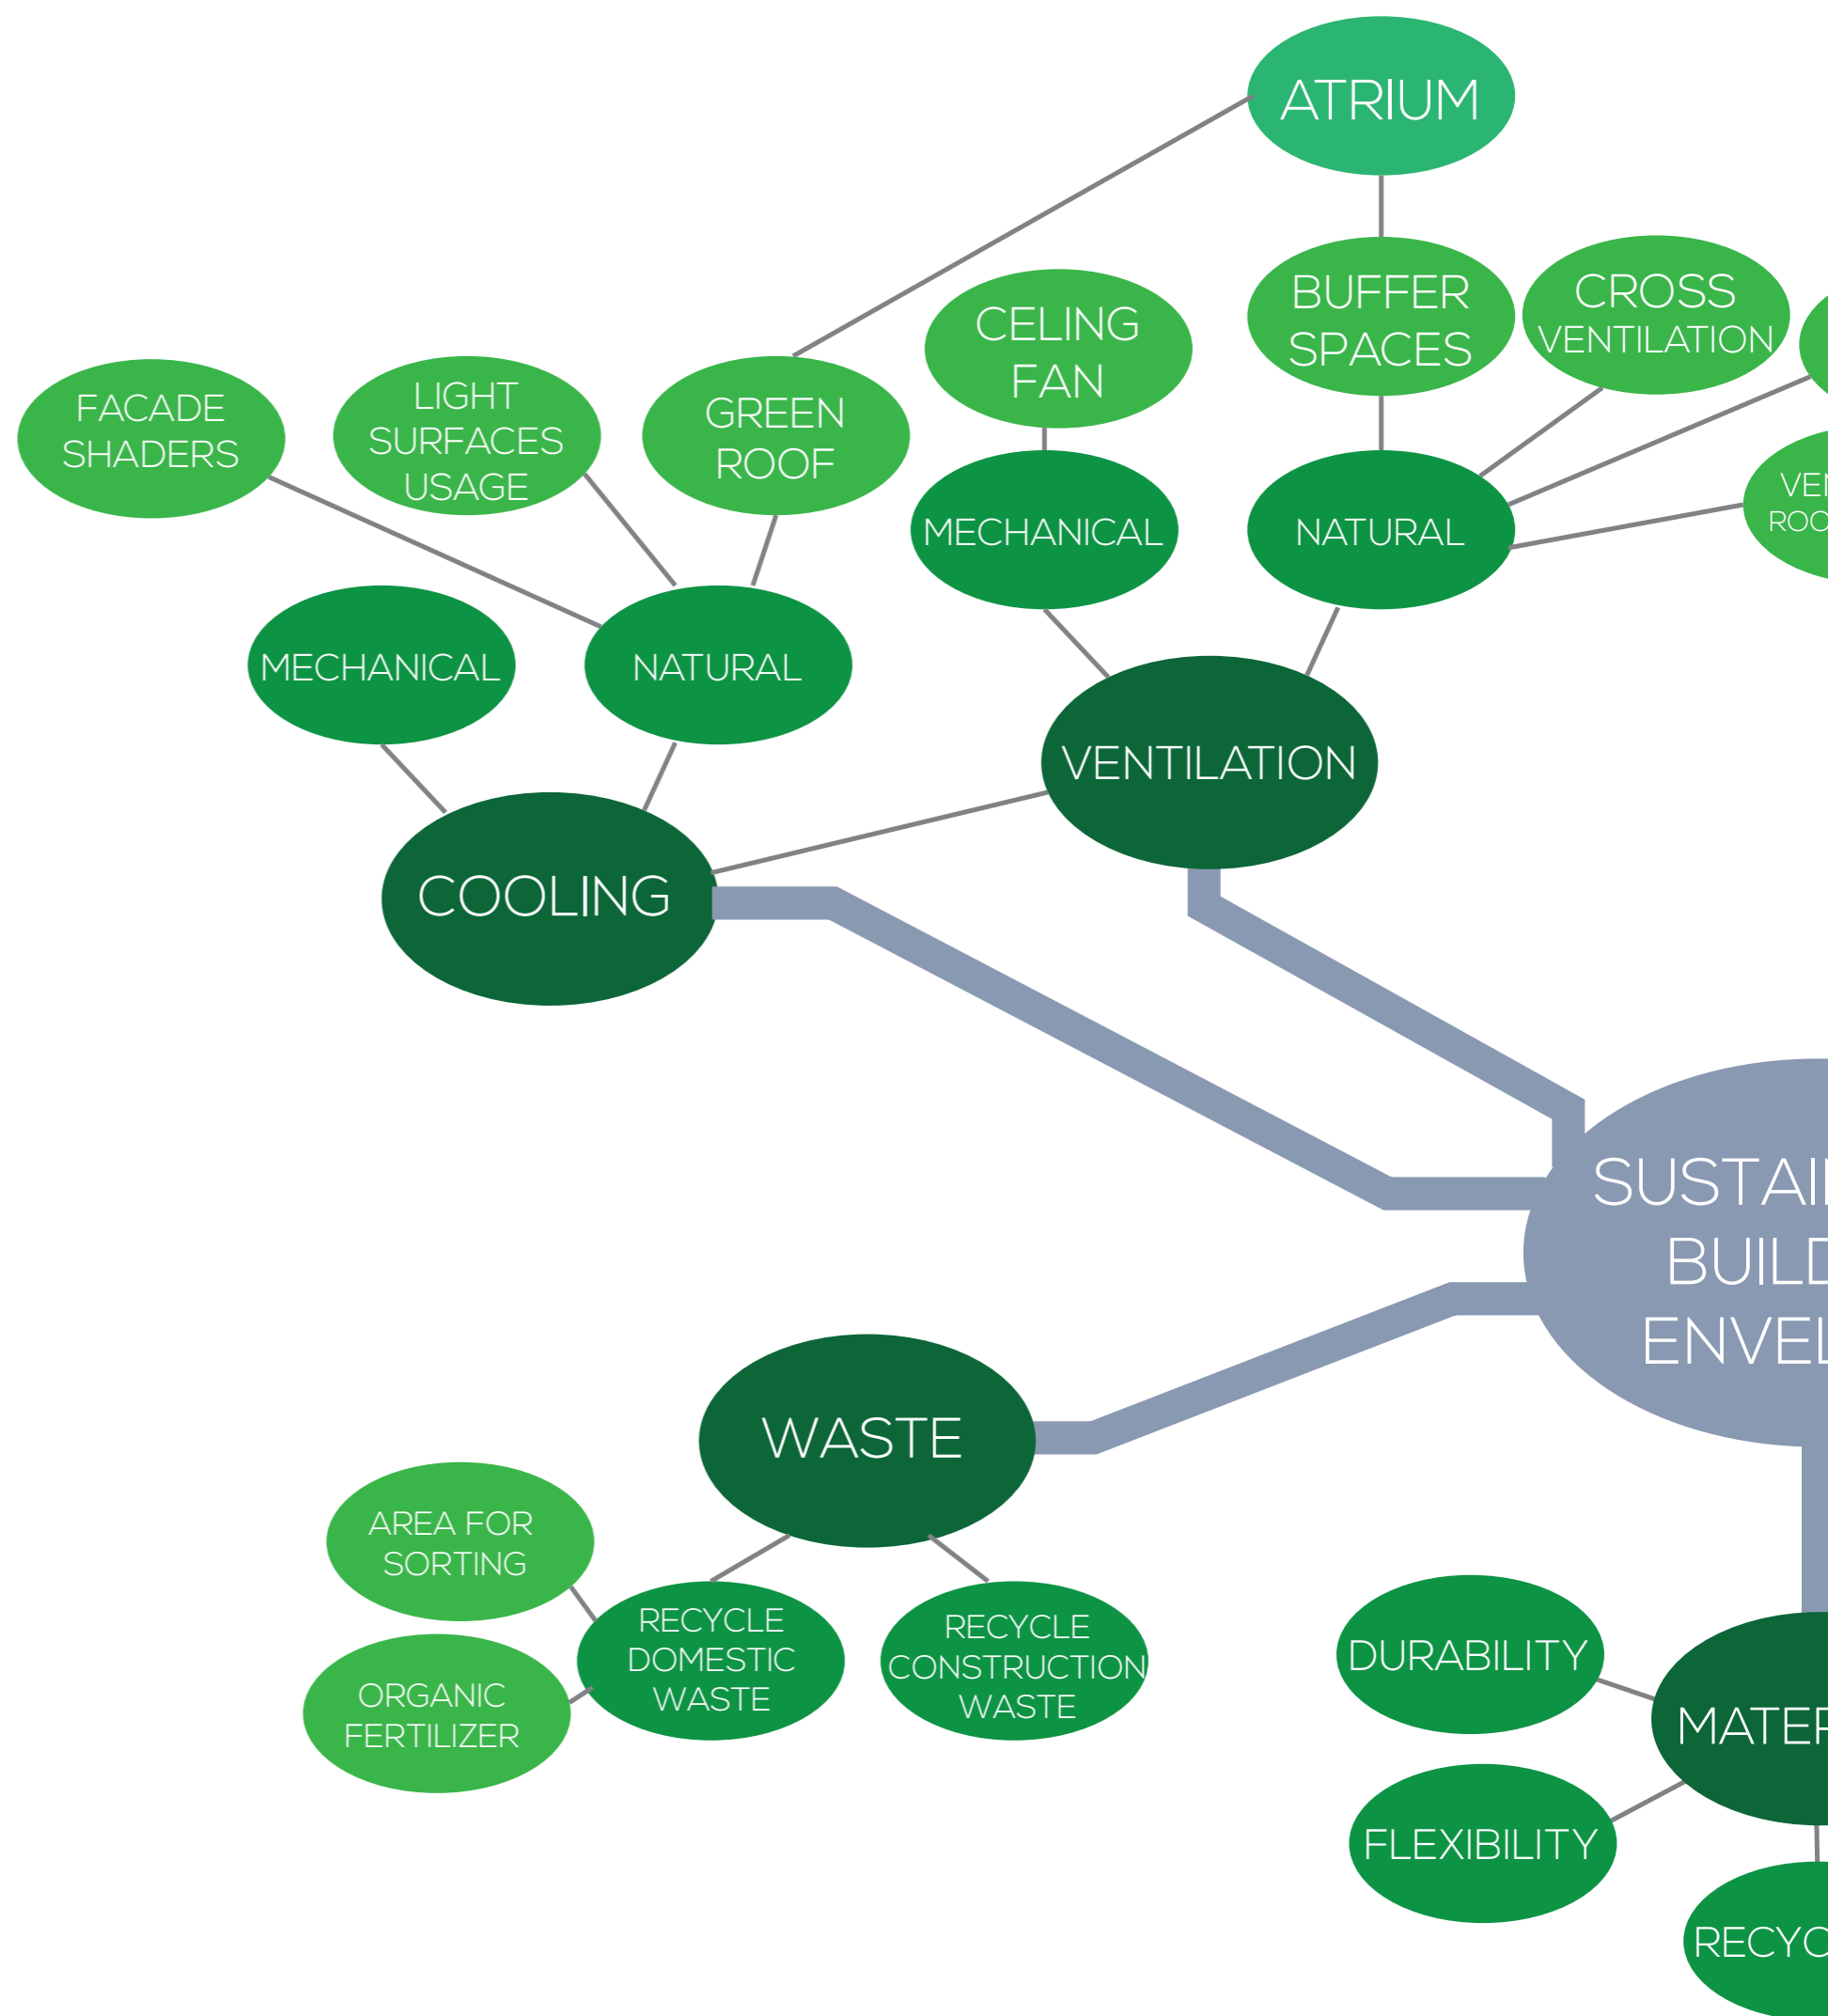 ATRIUM
BUFFER
SPACES
CROSS
VENTILATION
CELING
FAN
FACADE
SHADERS
LIGHT
SURFACES
USAGE
GREEN
ROOF
MECHANICAL
NATURAL
MECHANICAL
NATURAL
VENTILATION
COOLING
BUILD
WASTE
AREA FOR
SORTING
RECYCLE
DOMESTIC
WASTE
RECYCLE
CONSTRUCTION
WASTE
ORGANIC
FERTILIZER
DURABILITY
FLEXIBILITY